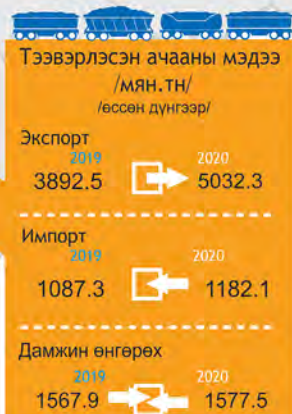 Тээвэрлэсэн ачааны мэдээ
/мян.тн/
/өссөн дүнгээр/
Экспорт
2019 2020
3892.5 5032.3
Импорт
2019 2020
1087.3 1182.1
Дамжин өнгөрөх
2019 2020
1567.9 1577.5